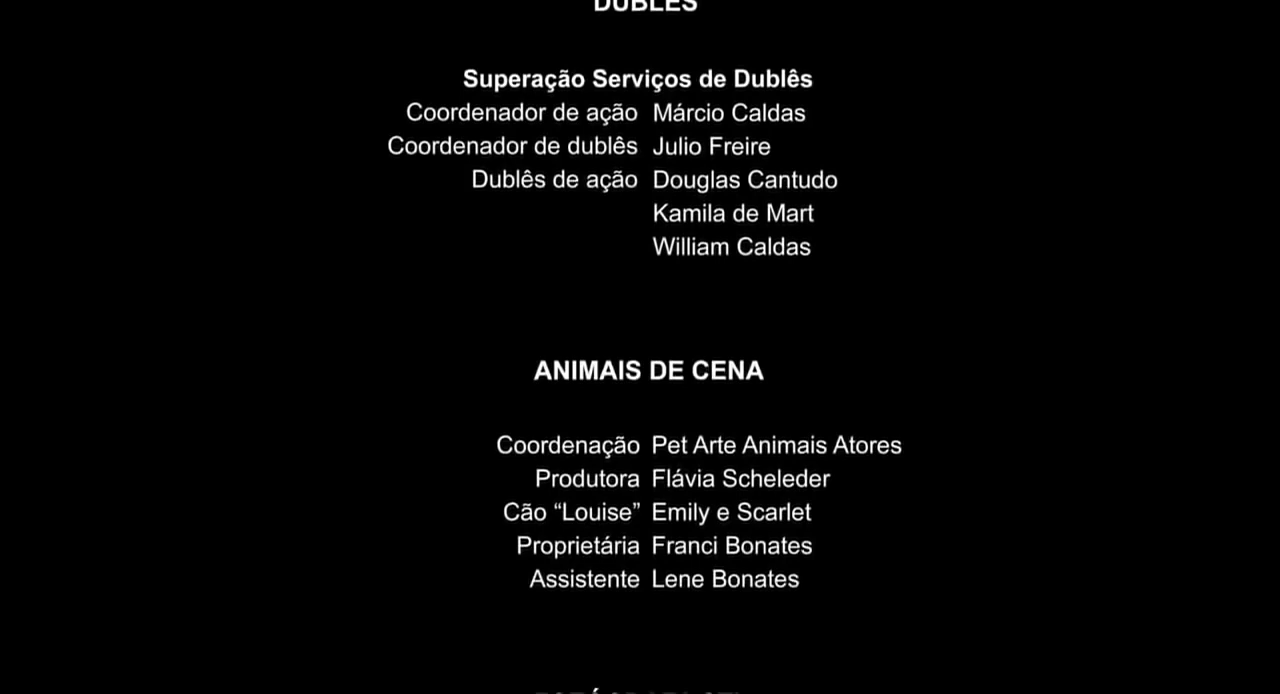 DUBLÊS
Superação Serviços de Dublês
Coordenador de ação Márcio Caldas
Coordenador de dublês Julio Freire
Dublês de ação Douglas Cantudo
Kamila de Mart
William Caldas
ANIMAIS DE CENA
Coordenação Pet Arte Animais Atores
Produtora Flávia Scheleder
Cão “Louise” Emily e Scarlet
Proprietária Franci Bonates
Assistente Lene Bonates